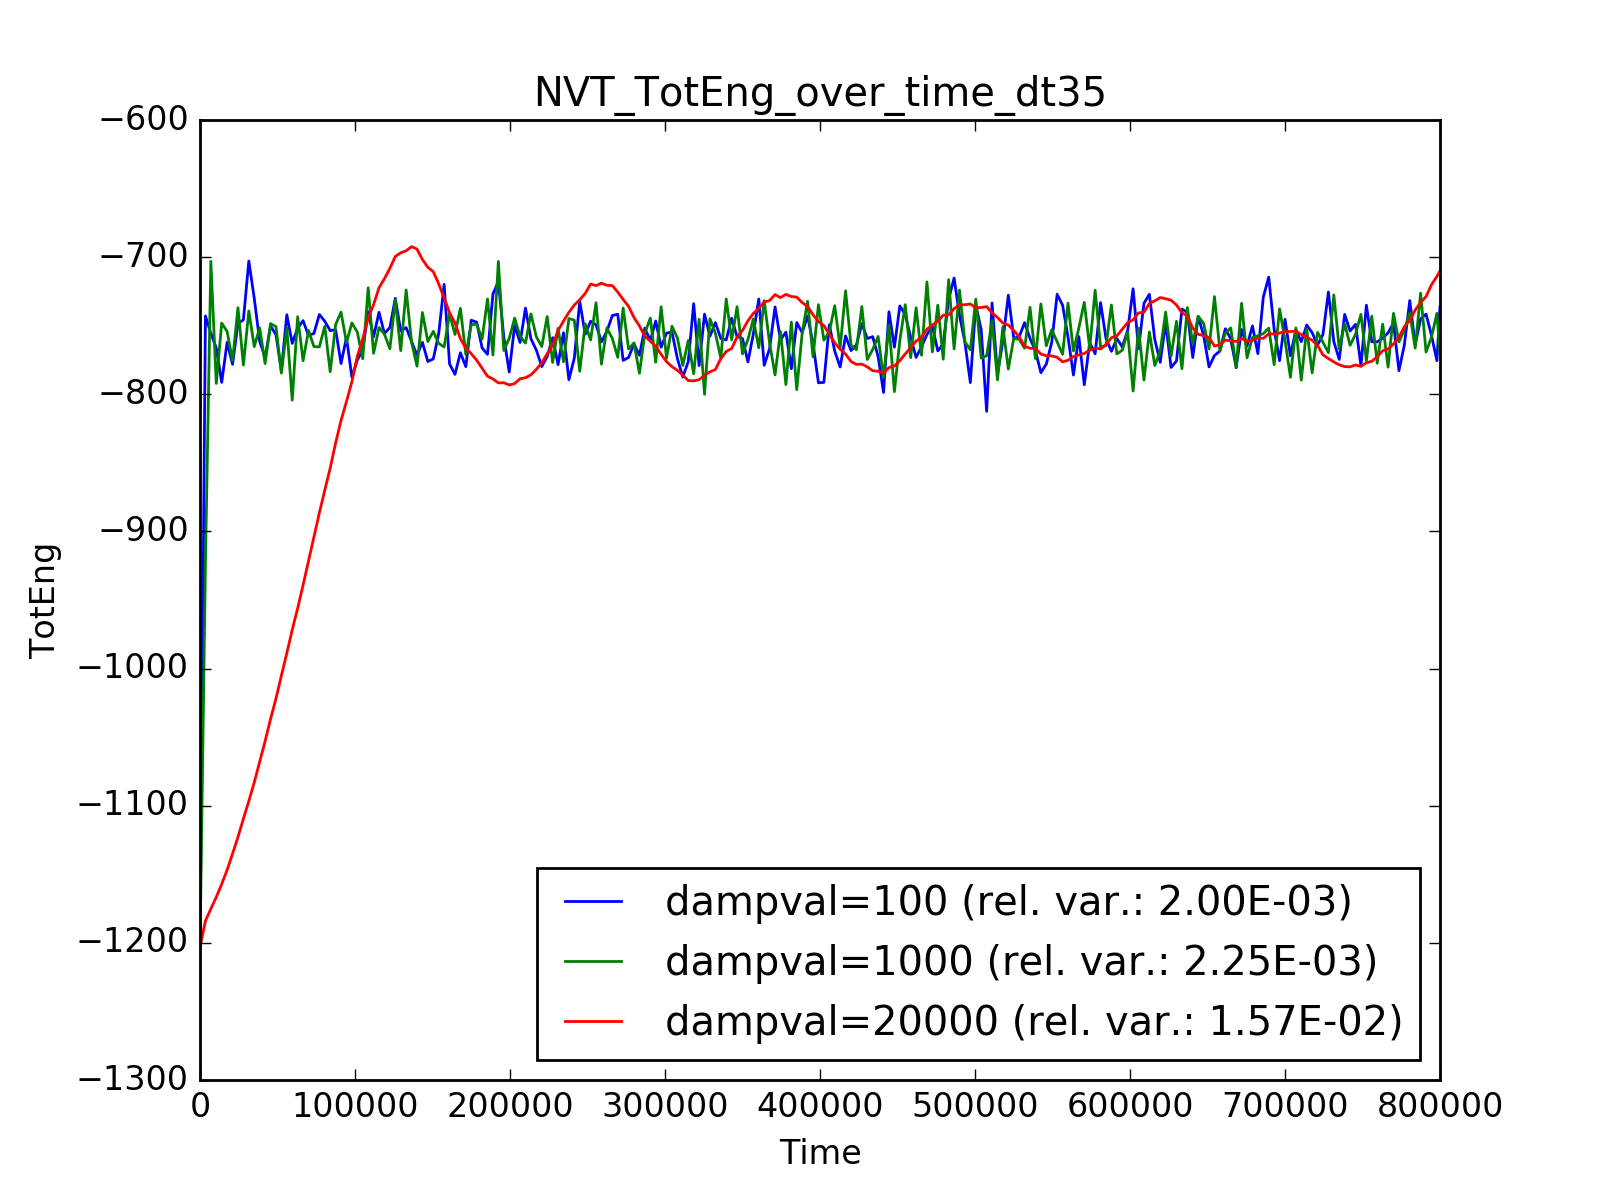 NVT_TotEng_over_time_dt35
−600
−700
−800
−900
−1000
−1100
−1200
−1300
TotEng
dampval=100 (rel. var.: 2.00E-03)
dampval=1000 (rel. var.: 2.25E-03)
dampval=20000 (rel. var.: 1.57E-02)
0 100000 200000 300000 400000 500000 600000 700000 800000
Time